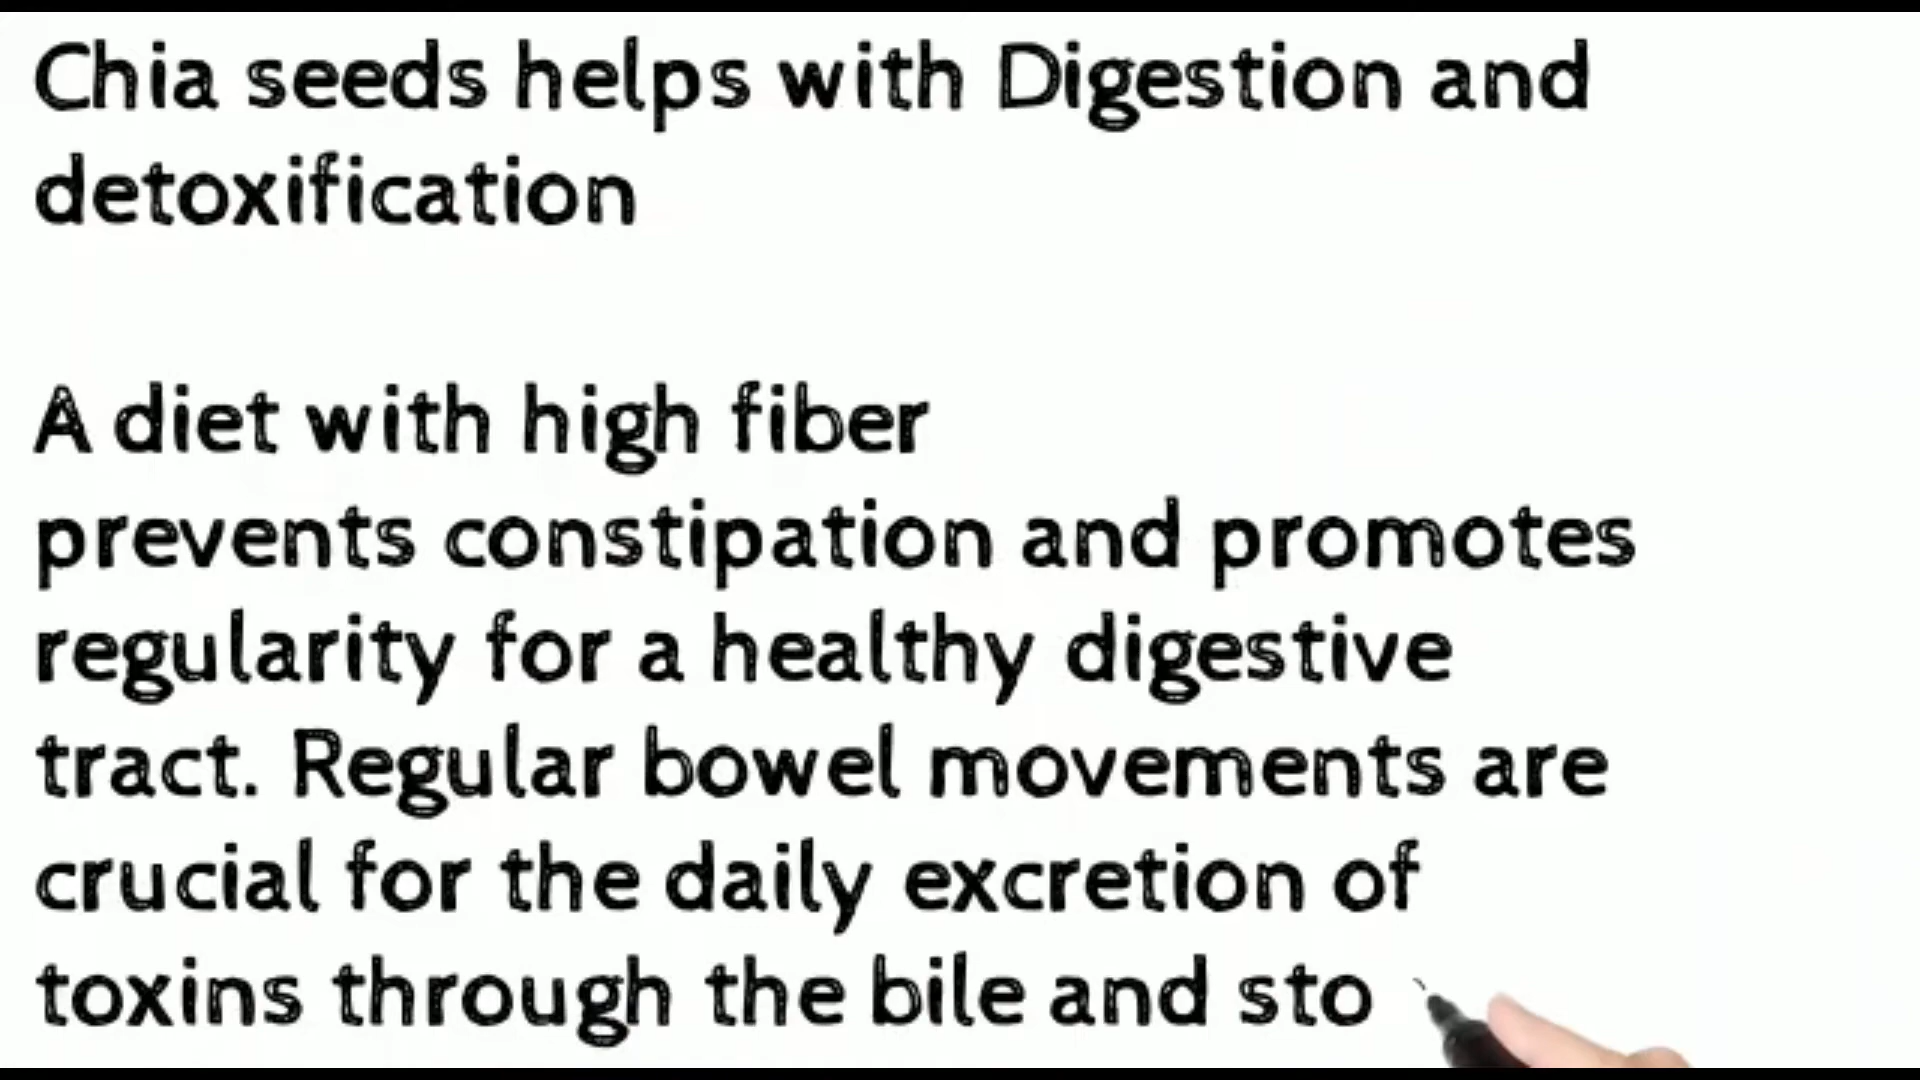 Chia seeds helps with Digestion and
detoxification
A diet with high fiber
prevents constipation and promotes
regularity for a healthy digestive
tract. Regular bowel movements are
crucial for the daily excretion of
toxins through the bile and sto